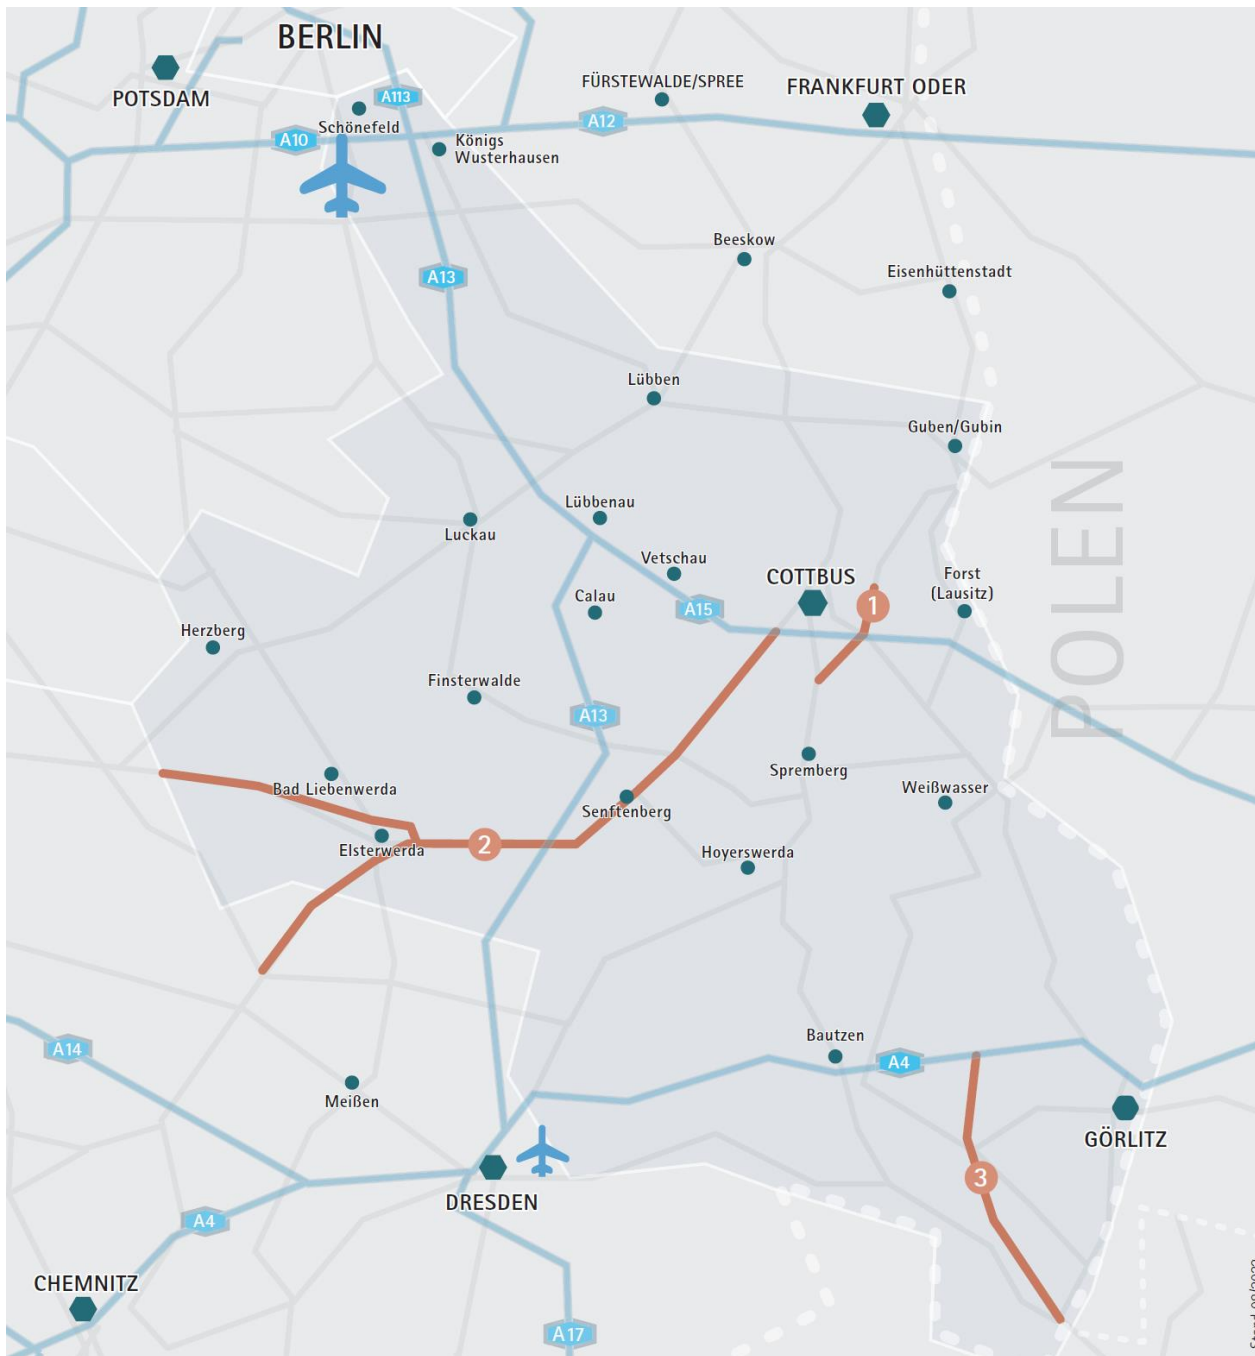 BERLIN
POTSDAM
A113
Schönefeld
FÜRSTEWALDE/SPREE
FRANKFURT ODER
A10
A12
Königs
Wusterhausen
A13
Beeskow
Eisenhüttenstadt
Lübben
Guben/Gubin
POLEN
Luckau
Lübbenau
Vetschau
COTTBUS
Forst
(Lausitz)
Calau
A15
1
Herzberg
Finsterwalde
A13
Spremberg
Bad Liebenwerda
Senftenberg
Weißwasser
Elsterwerda
2
Hoyerswerda
A14
Bautzen
A4
Meißen
GÖRLITZ
DRESDEN
3
A4
CHEMNITZ
A17